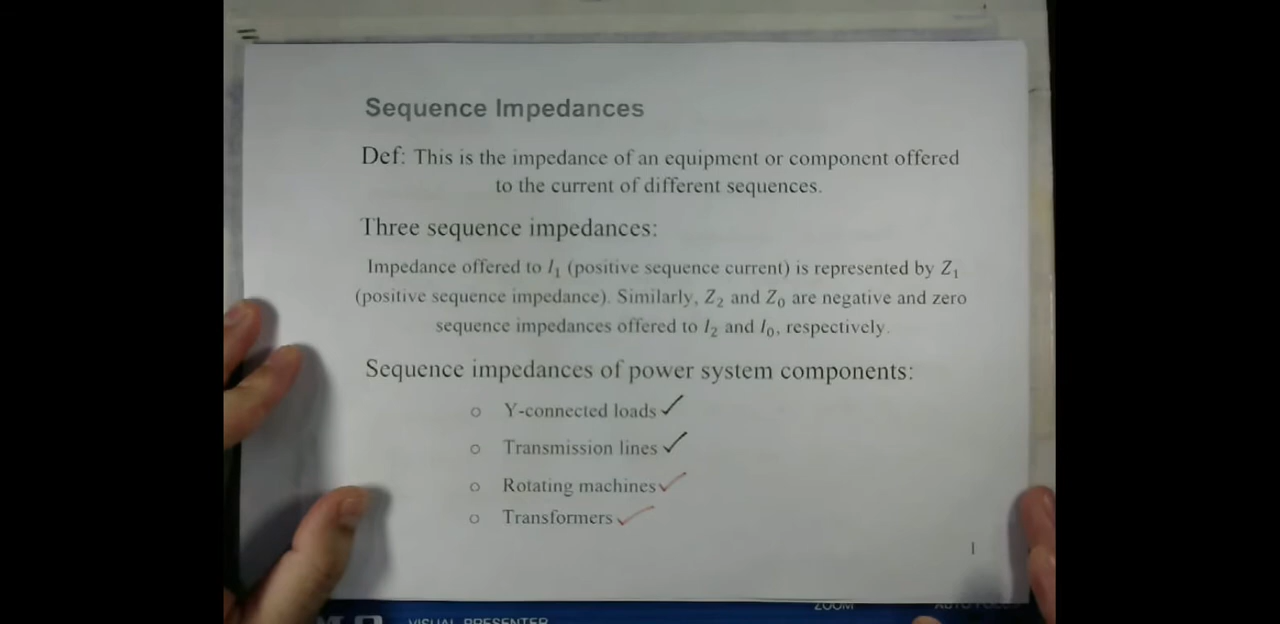 Sequence Impedances
Def: This is the impedance of an equipment or component offered
to the current of different sequences.
Three sequence impedances:
Impedance offered to I₁ (positive sequence current) is represented by Z₁
(positive sequence impedance). Similarly, Z₂ and Z₀ are negative and zero
sequence impedances offered to I₂ and I₀, respectively.
Sequence impedances of power system components:
○ Y-connected loads ✓
○ Transmission lines ✓
○ Rotating machines ✓
○ Transformers ✓
1
ZOOM
AUTO FOCUS
VISUAL PRESENTER